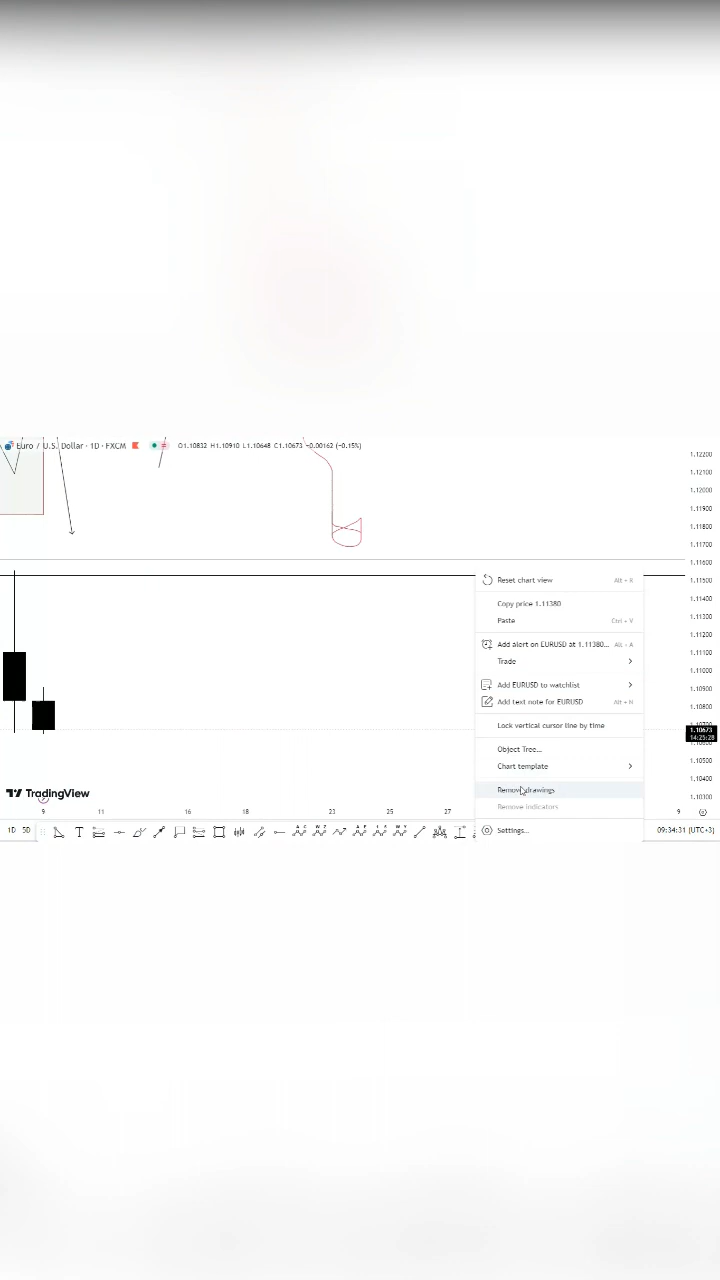 Euro / U.S. Dollar · 1D · FXCM O1.10832 H1.10910 L1.10648 C1.10673 −0.00162 (−0.15%)
1.12200
1.12100
1.12000
1.11900
1.11800
1.11700
1.11600
1.11500
1.11400
1.11300
1.11200
1.11100
1.11000
1.10900
1.10800
1.10673
14:25:28
1.10600
1.10500
1.10400
1.10300
Reset chart view Alt + R
Copy price 1.11380
Paste Ctrl + V
Add alert on EURUSD at 1.11380... Alt + A
Trade
Add EURUSD to watchlist
Add text note for EURUSD Alt + N
Lock vertical cursor line by time
Object Tree...
Chart template
Remove drawings
Remove indicators
Settings...
TradingView
9 11 16 18 23 25 27 9
1D 5D 09:34:31 (UTC+3)